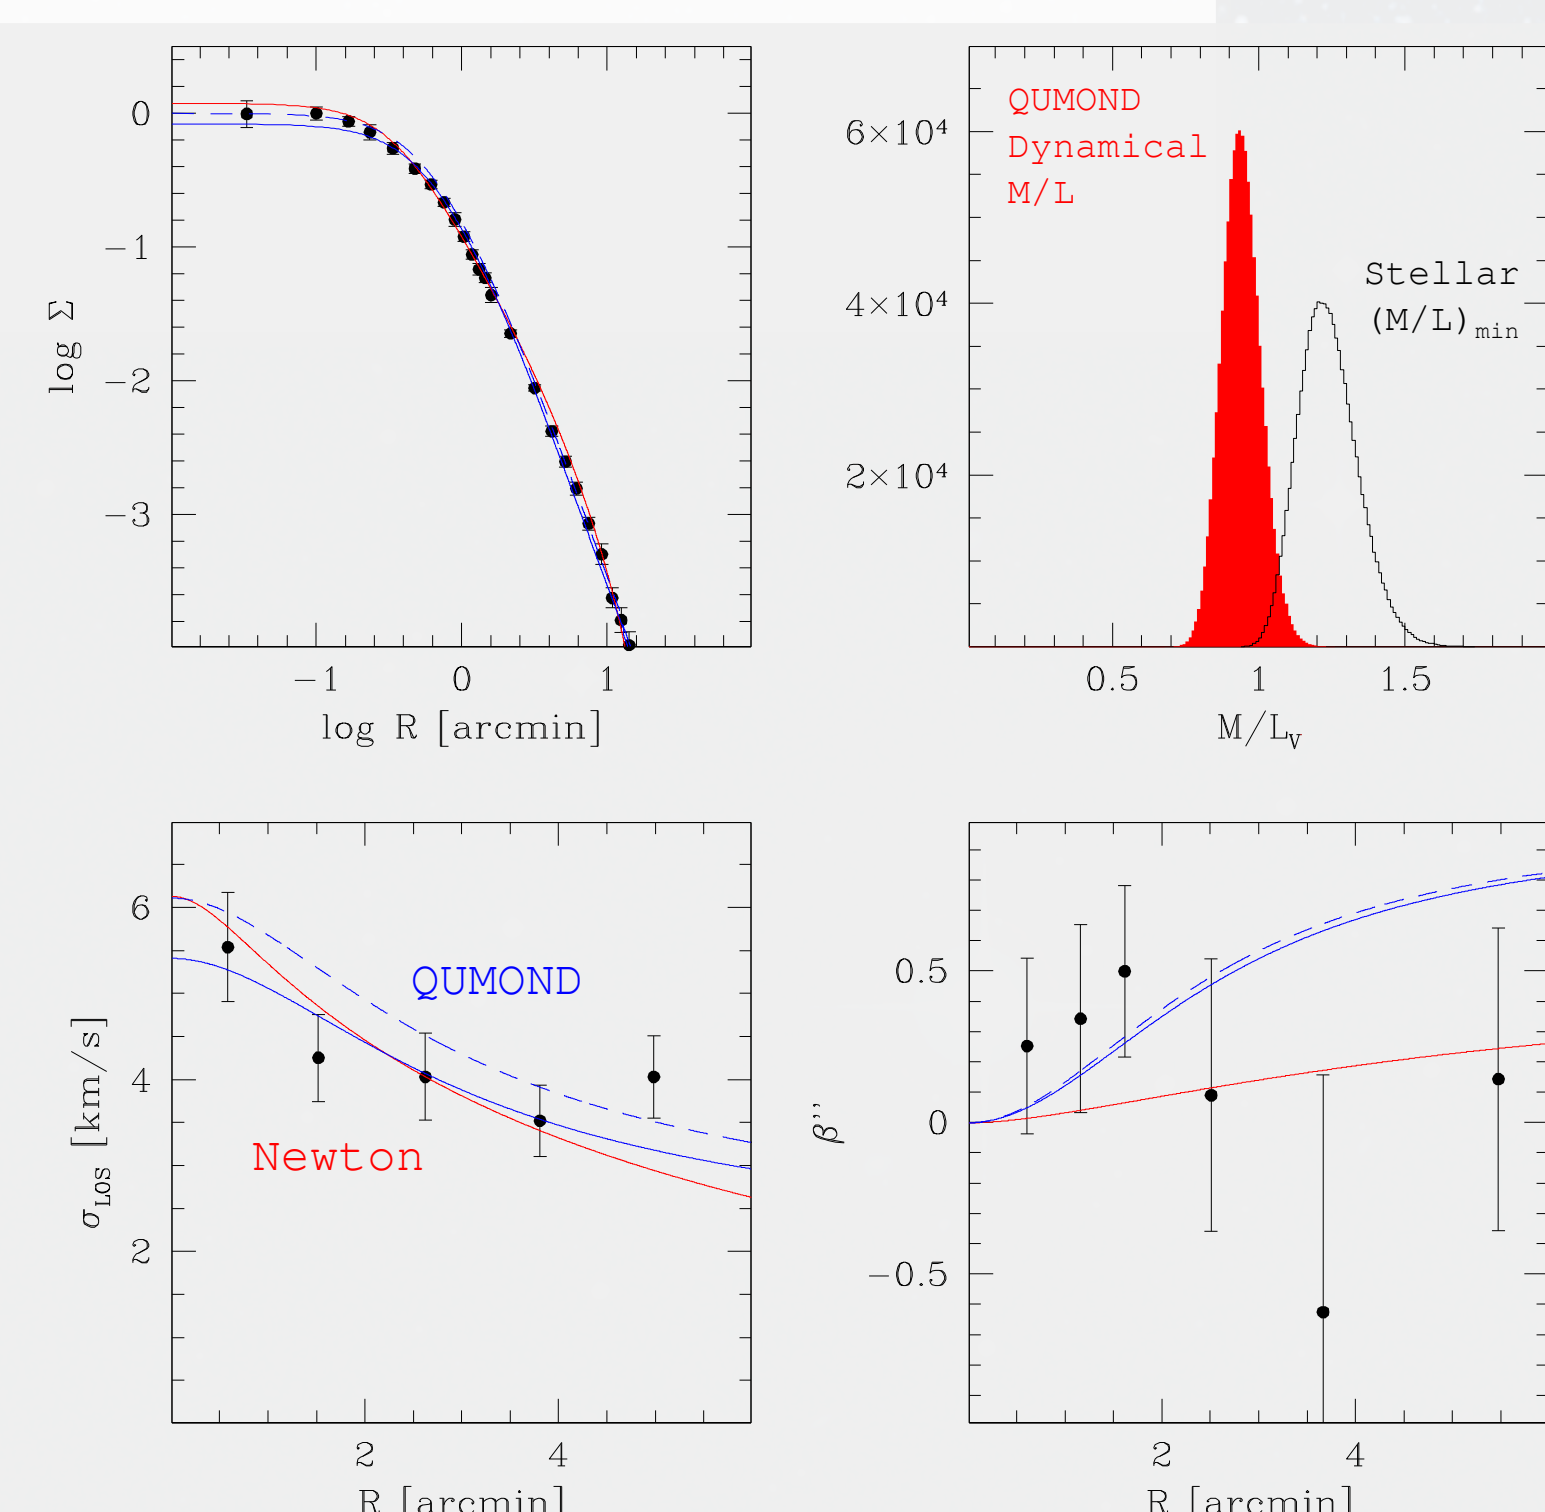 0
−1
−2
−3
log Σ
−1 0 1
log R [arcmin]
6×10⁴
4×10⁴
2×10⁴
QUMOND
Dynamical
M/L
Stellar
(M/L)min
0.5 1 1.5
M/LV
6
4
2
σLOS [km/s]
QUMOND
Newton
2 4
R [arcmin]
0.5
0
−0.5
β'''
2 4
R [arcmin]